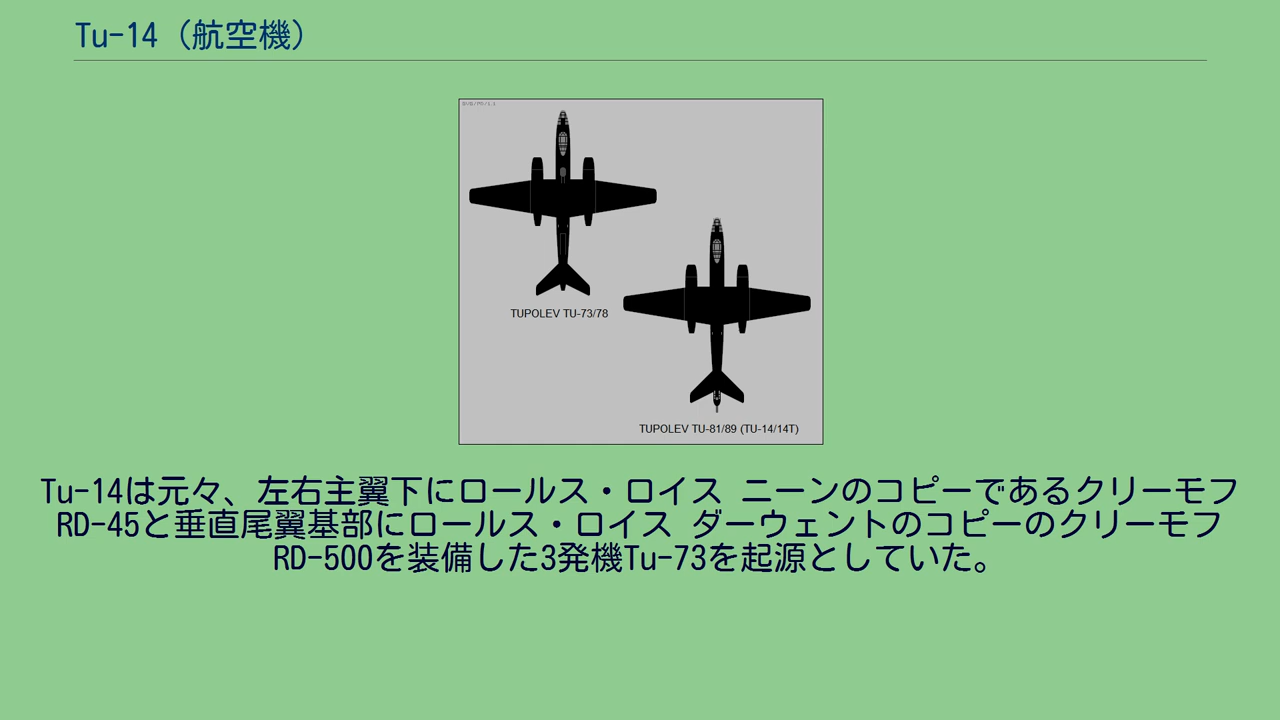 Tu-14（航空機）
TUPOLEV TU-73/78
TUPOLEV TU-81/89 (TU-14/14T)
Tu-14は元々、左右主翼下にロールス・ロイス ニーンのコピーであるクリーモフ
RD-45と垂直尾翼基部にロールス・ロイス ダーウェントのコピーのクリーモフ
RD-500を装備した3発機Tu-73を起源としていた。